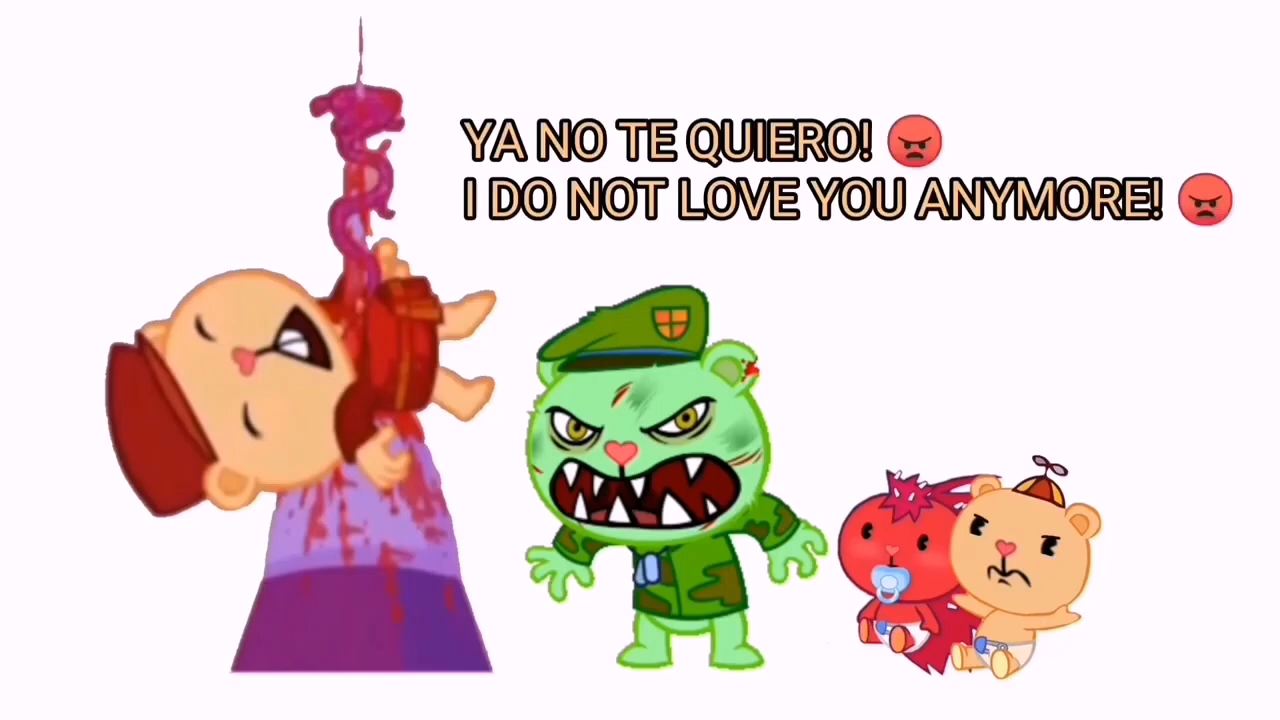 YA NO TE QUIERO! 😡
I DO NOT LOVE YOU ANYMORE! 😡